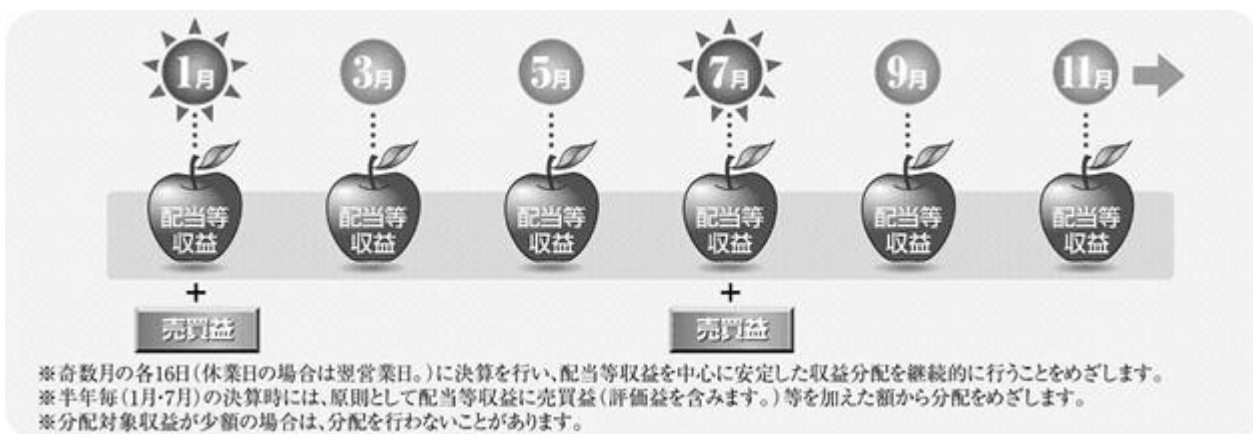 1月 3月 5月 7月 9月 11月
配当等 配当等 配当等 配当等 配当等 配当等
収益 収益 収益 収益 収益 収益
+ +
売買益 売買益
※奇数月の各16日(休業日の場合は翌営業日。)に決算を行い、配当等収益を中心に安定した収益分配を継続的に行うことをめざします。
※半年毎(1月・7月)の決算時には、原則として配当等収益に売買益(評価益を含みます。)等を加えた額から分配をめざします。
※分配対象収益が少額の場合は、分配を行わないことがあります。